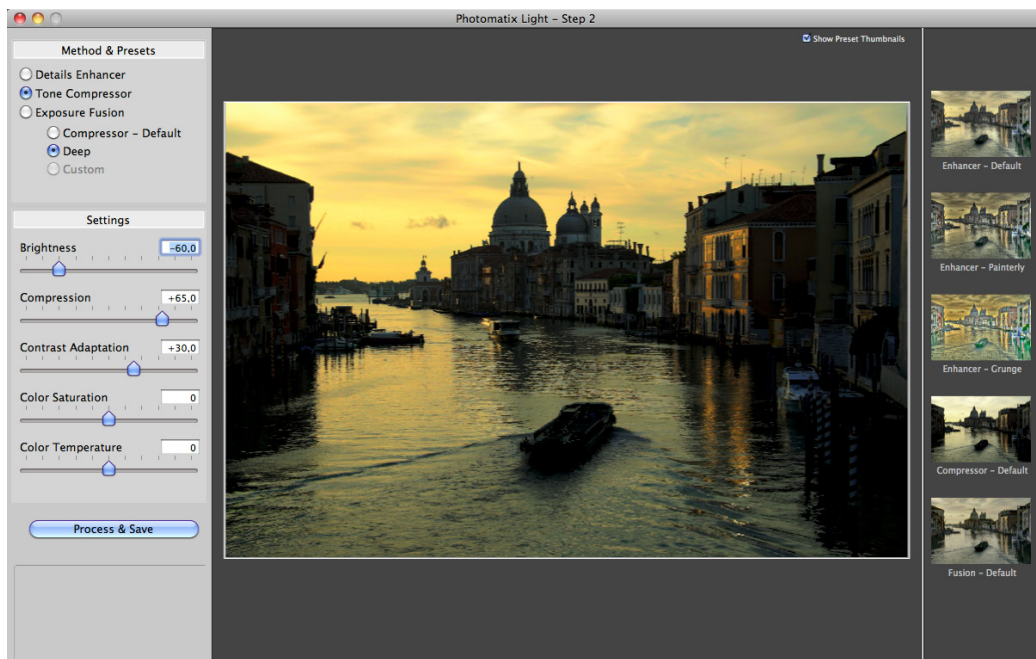 Photomatix Light – Step 2
Method & Presets
Details Enhancer
Tone Compressor
Exposure Fusion
Compressor – Default
Deep
Custom
Settings
Brightness
-60,0
Compression
+65,0
Contrast Adaptation
+30,0
Color Saturation
0
Color Temperature
0
Process & Save
Show Preset Thumbnails
Enhancer – Default
Enhancer – Painterly
Enhancer – Grunge
Compressor – Default
Fusion – Default